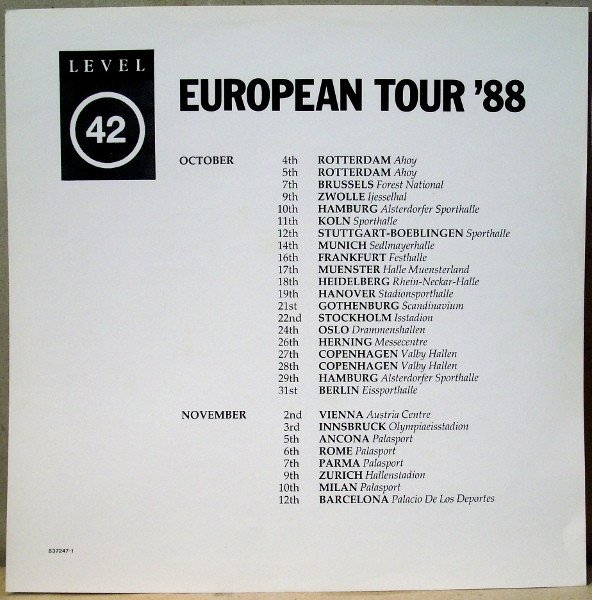 LEVEL
42
EUROPEAN TOUR '88
OCTOBER 4th ROTTERDAM Ahoy
5th ROTTERDAM Ahoy
7th BRUSSELS Forest National
9th ZWOLLE Ijesselhal
10th HAMBURG Alsterdorfer Sporthalle
11th KOLN Sporthalle
12th STUTTGART-BOEBLINGEN Sporthalle
14th MUNICH Sedlmayerhalle
16th FRANKFURT Festhalle
17th MUENSTER Halle Muensterland
18th HEIDELBERG Rhein-Neckar-Halle
19th HANOVER Stadionsporthalle
21st GOTHENBURG Scandinavium
22nd STOCKHOLM Isstadion
24th OSLO Drammenshallen
26th HERNING Messecentre
27th COPENHAGEN Valby Hallen
28th COPENHAGEN Valby Hallen
29th HAMBURG Alsterdorfer Sporthalle
31st BERLIN Eissporthalle
NOVEMBER 2nd VIENNA Austria Centre
3rd INNSBRUCK Olympiaeisstadion
5th ANCONA Palasport
6th ROME Palasport
7th PARMA Palasport
9th ZURICH Hallenstadion
10th MILAN Palasport
12th BARCELONA Palacio De Los Deportes
837247-1